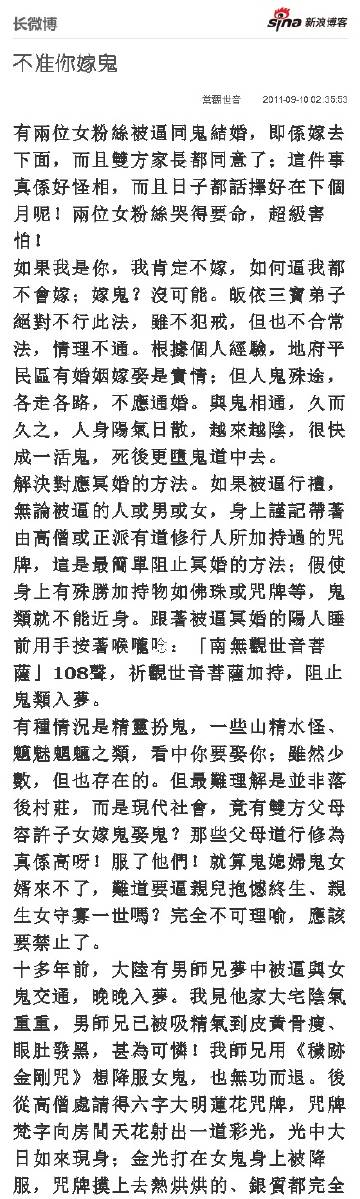 长微博
sina 新浪博客
不准你嫁鬼
2011-09-10 02:35:53
有兩位女粉絲被逼同鬼結婚，即係嫁去
下面，而且雙方家長都同意了；這件事
真係好怪相，而且日子都話擇好在下個
月呢！兩位女粉絲哭得要命，超級害
怕！
如果我是你，我肯定不嫁，如何逼我都
不會嫁；嫁鬼？沒可能。皈依三寶弟子
絕對不行此法，雖不犯戒，但也不合常
法，情理不通。根據個人經驗，地府平
民區有婚姻嫁娶是實情；但人鬼殊途，
各走各路，不應通婚。與鬼相通，久而
久之，人身陽氣日散，越來越陰，很快
成一活鬼，死後更墮鬼道中去。
解決對應冥婚的方法。如果被逼行禮，
無論被逼的人或男或女，身上謹記帶著
由高僧或正派有道修行人所加持過的咒
牌，這是最簡單阻止冥婚的方法；假使
身上有殊勝加持物如佛珠或咒牌等，鬼
類就不能近身。跟著被逼冥婚的陽人睡
前用手按著喉嚨唸：「南無觀世音菩
薩」108聲，祈觀世音菩薩加持，阻止
鬼類入夢。
有種情況是精靈扮鬼，一些山精水怪、
魍魅魍魎之類，看中你要娶你；雖然少
數，但也存在的。但最難理解是並非落
後村莊，而是現代社會，竟有雙方父母
容許子女嫁鬼娶鬼？那些父母道行修為
真係高呀！服了他們！就算鬼媳婦鬼女
婿來不了，難道要逼親兒抱憾終生、親
生女守寡一世嗎？完全不可理喻，應該
要禁止了。
十多年前，大陸有男師兄夢中被逼與女
鬼交通，晚晚入夢。我見他家大宅陰氣
重重，男師兄已被吸精氣到皮黃骨瘦、
眼肚發黑，甚為可憐！我師兄用《穢跡
金剛咒》想降服女鬼，也無功而退。後
從高僧處請得六字大明蓮花咒牌，咒牌
梵字向房間天花射出一道彩光，光中大
日如來現身；金光打在女鬼身上被降
服，咒牌摸上去熱烘烘的、銀質都完全